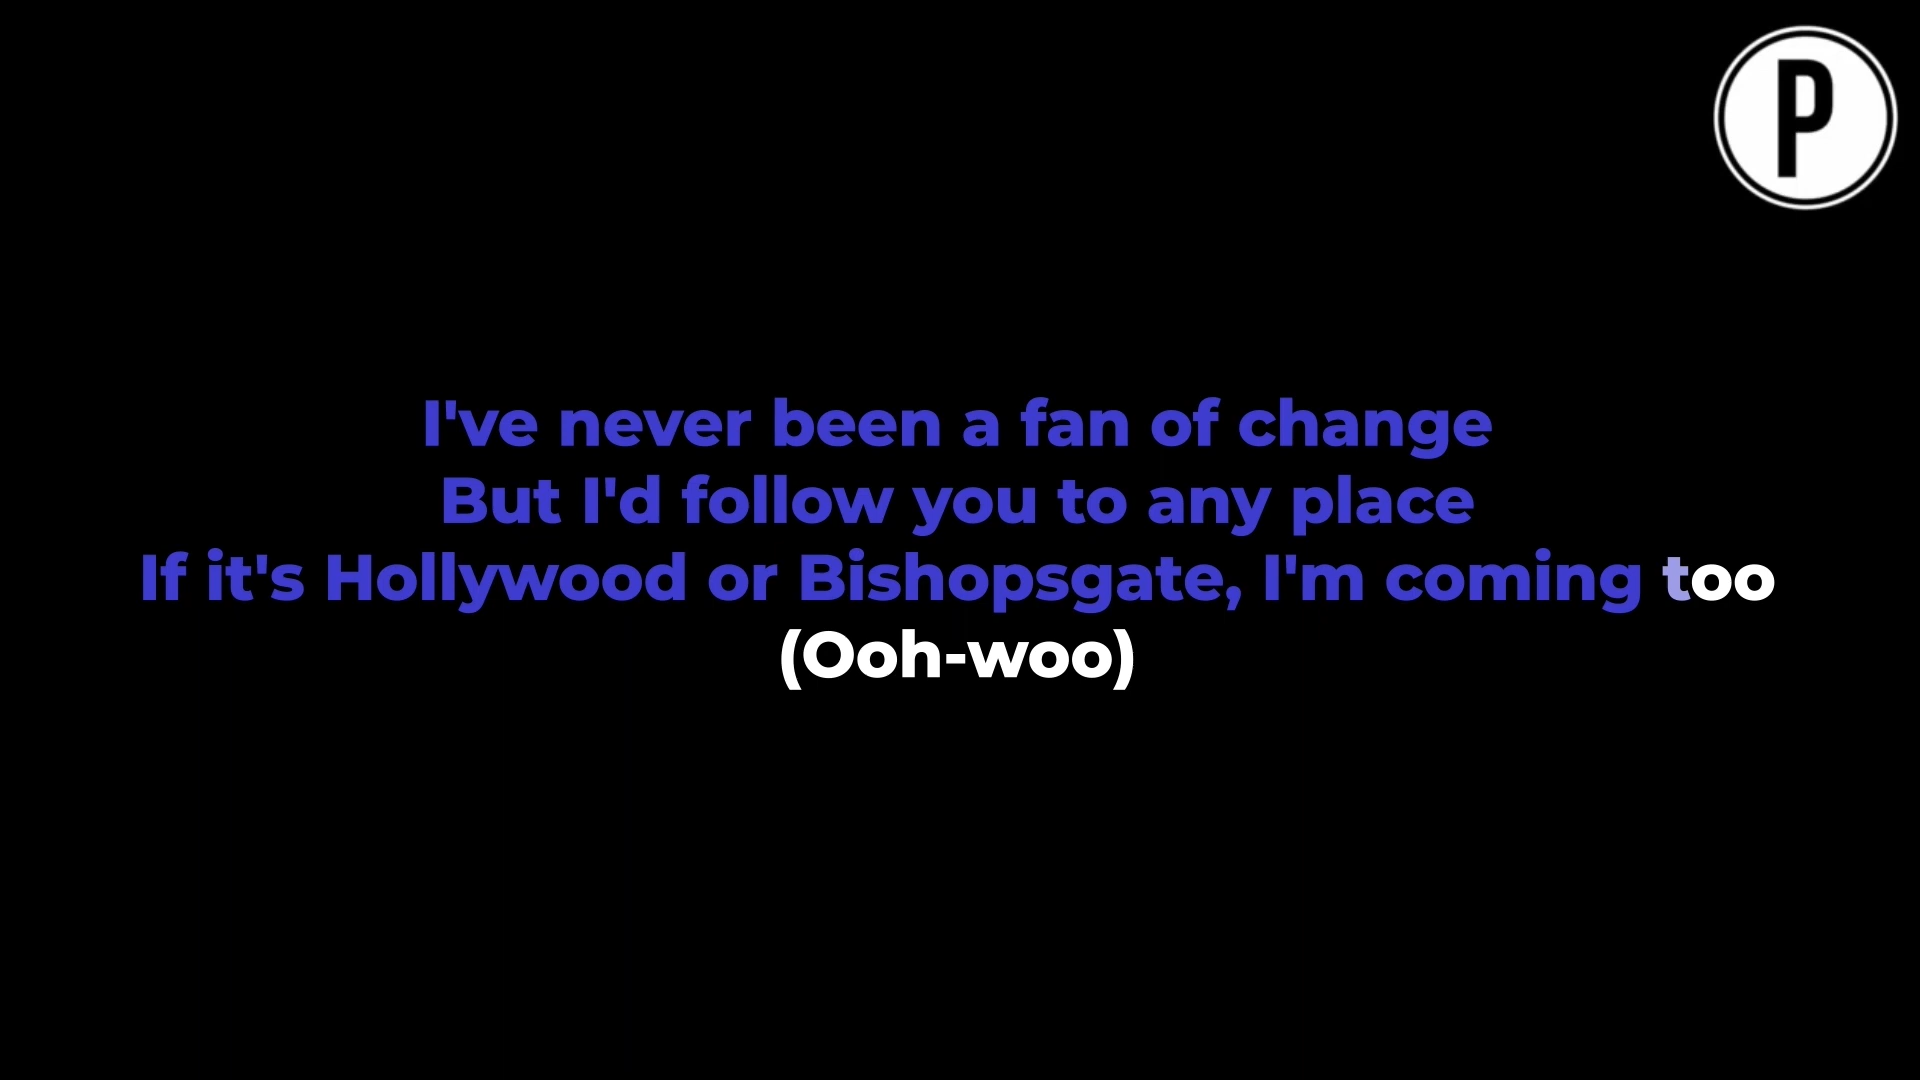 P
I've never been a fan of change
But I'd follow you to any place
If it's Hollywood or Bishopsgate, I'm coming too
(Ooh-woo)